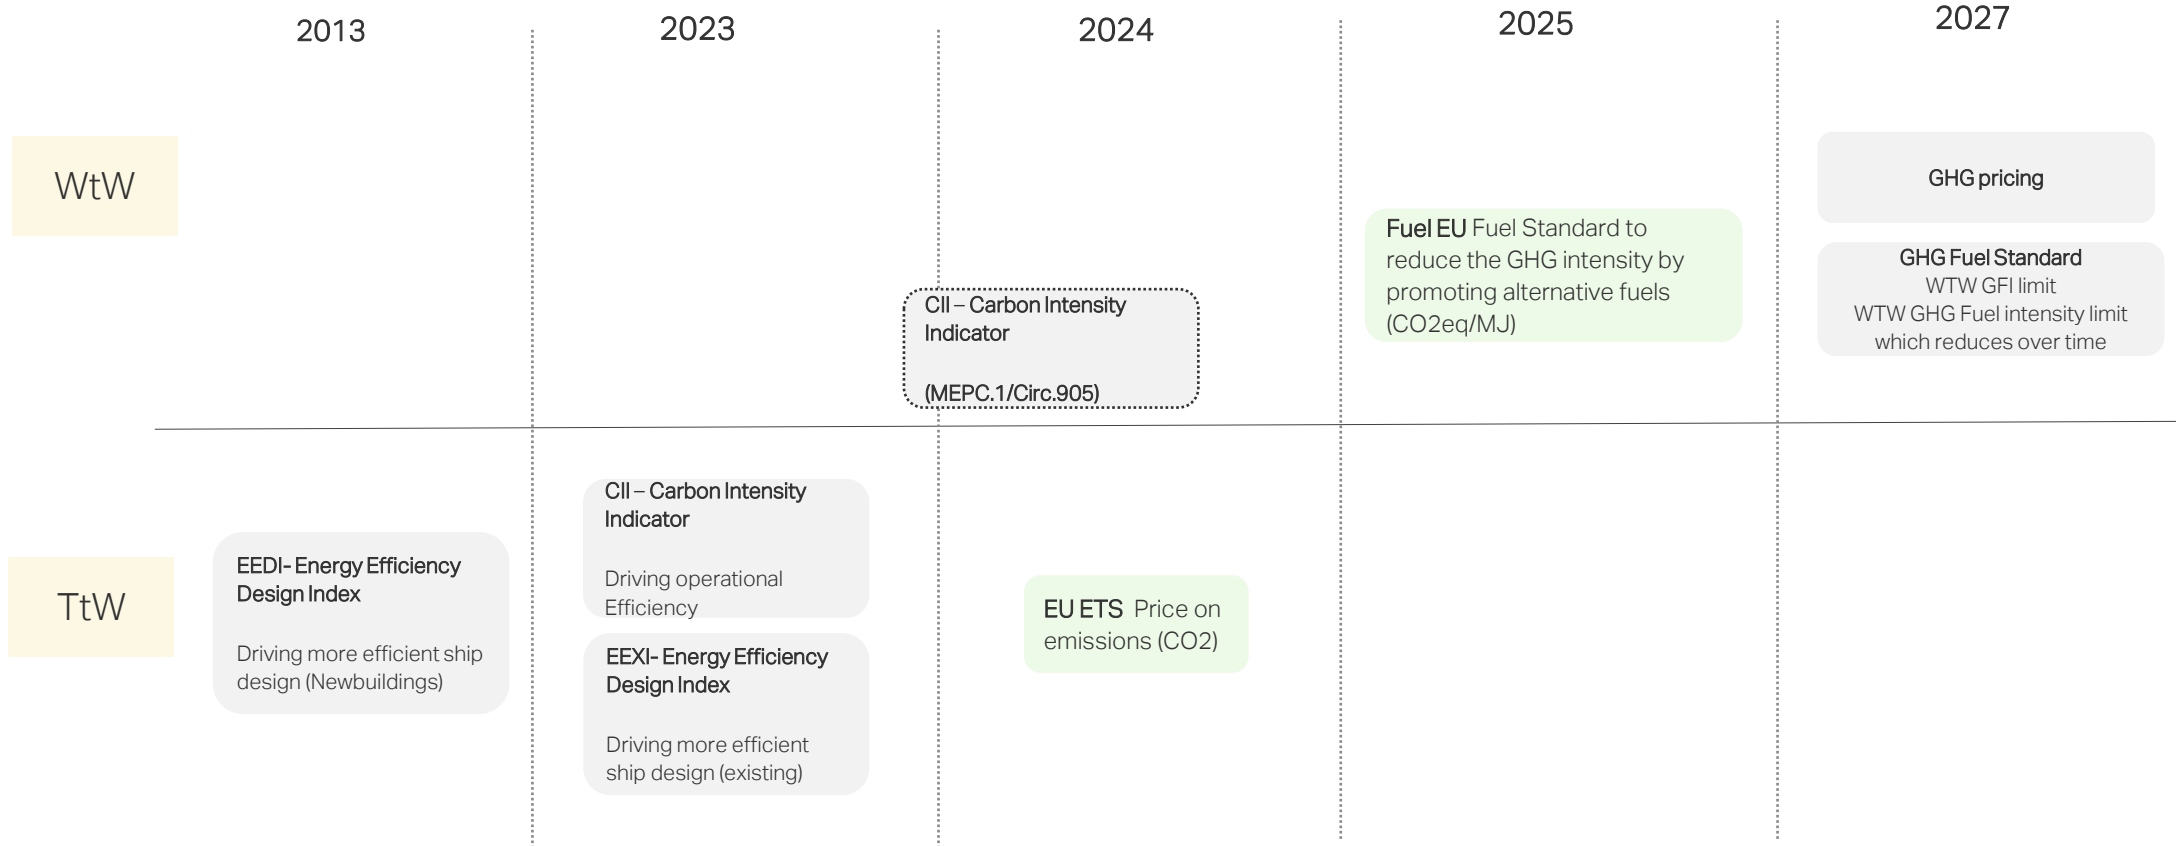 2013
2023
2024
2025
2027
WtW
GHG pricing
Fuel EU Fuel Standard to
reduce the GHG intensity by
promoting alternative fuels
(CO2eq/MJ)
GHG Fuel Standard
WTW GFI limit
WTW GHG Fuel intensity limit
which reduces over time
CII – Carbon Intensity
Indicator
(MEPC.1/Circ.905)
TtW
EEDI- Energy Efficiency
Design Index
Driving more efficient ship
design (Newbuildings)
CII – Carbon Intensity
Indicator
Driving operational
Efficiency
EEXI- Energy Efficiency
Design Index
Driving more efficient
ship design (existing)
EU ETS Price on
emissions (CO2)